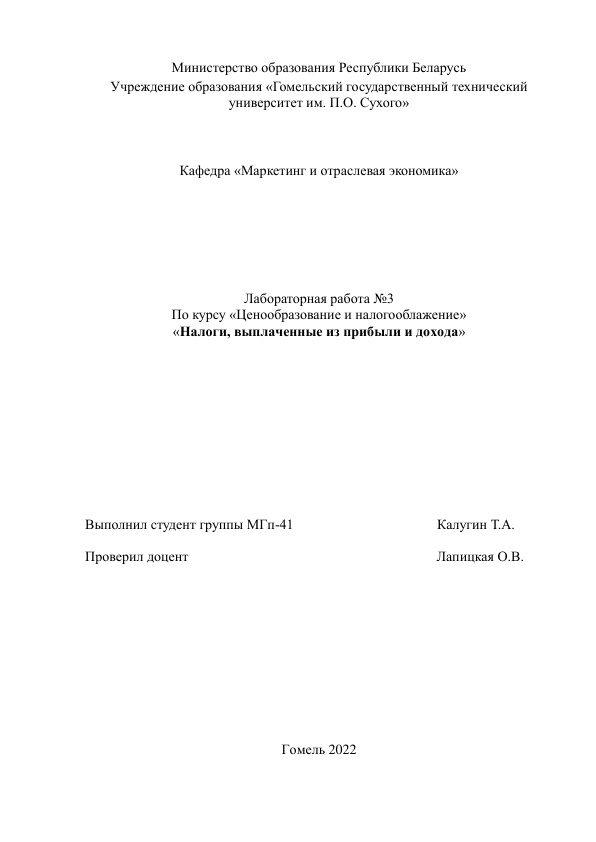 Министерство образования Республики Беларусь
Учреждение образования «Гомельский государственный технический
университет им. П.О. Сухого»
Кафедра «Маркетинг и отраслевая экономика»
Лабораторная работа №3
По курсу «Ценообразование и налогооблажение»
«Налоги, выплаченные из прибыли и дохода»
Выполнил студент группы МГп-41 Калугин Т.А.
Проверил доцент Лапицкая О.В.
Гомель 2022